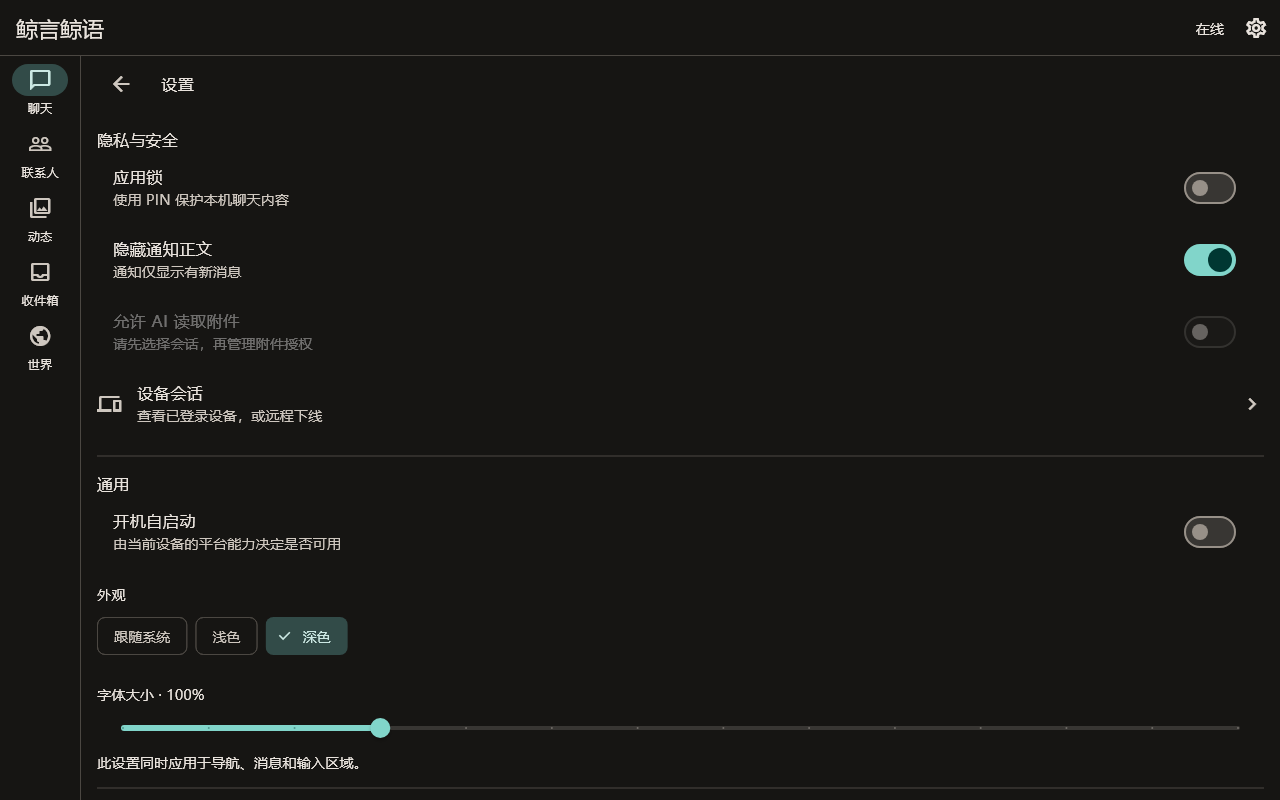 鲸言鲸语
在线
聊天
联系人
动态
收件箱
世界
设置
隐私与安全
应用锁
使用 PIN 保护本机聊天内容
隐藏通知正文
通知仅显示有新消息
允许 AI 读取附件
请先选择会话，再管理附件授权
设备会话
查看已登录设备，或远程下线
通用
开机自启动
由当前设备的平台能力决定是否可用
外观
跟随系统
浅色
深色
字体大小 · 100%
此设置同时应用于导航、消息和输入区域。